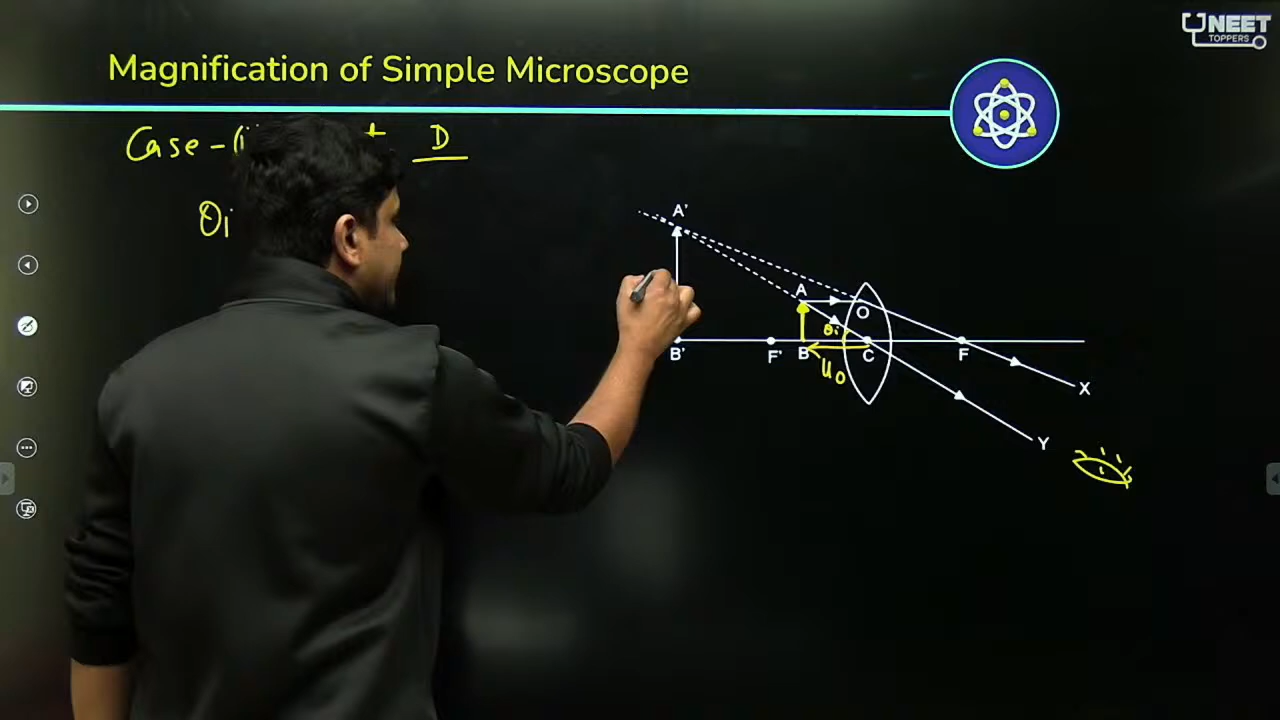 NEET
TOPPERS
Magnification of Simple Microscope
Case-(i
D
θi
A'
A
O
θi
B'
F'
B
C
F
u₀
X
Y